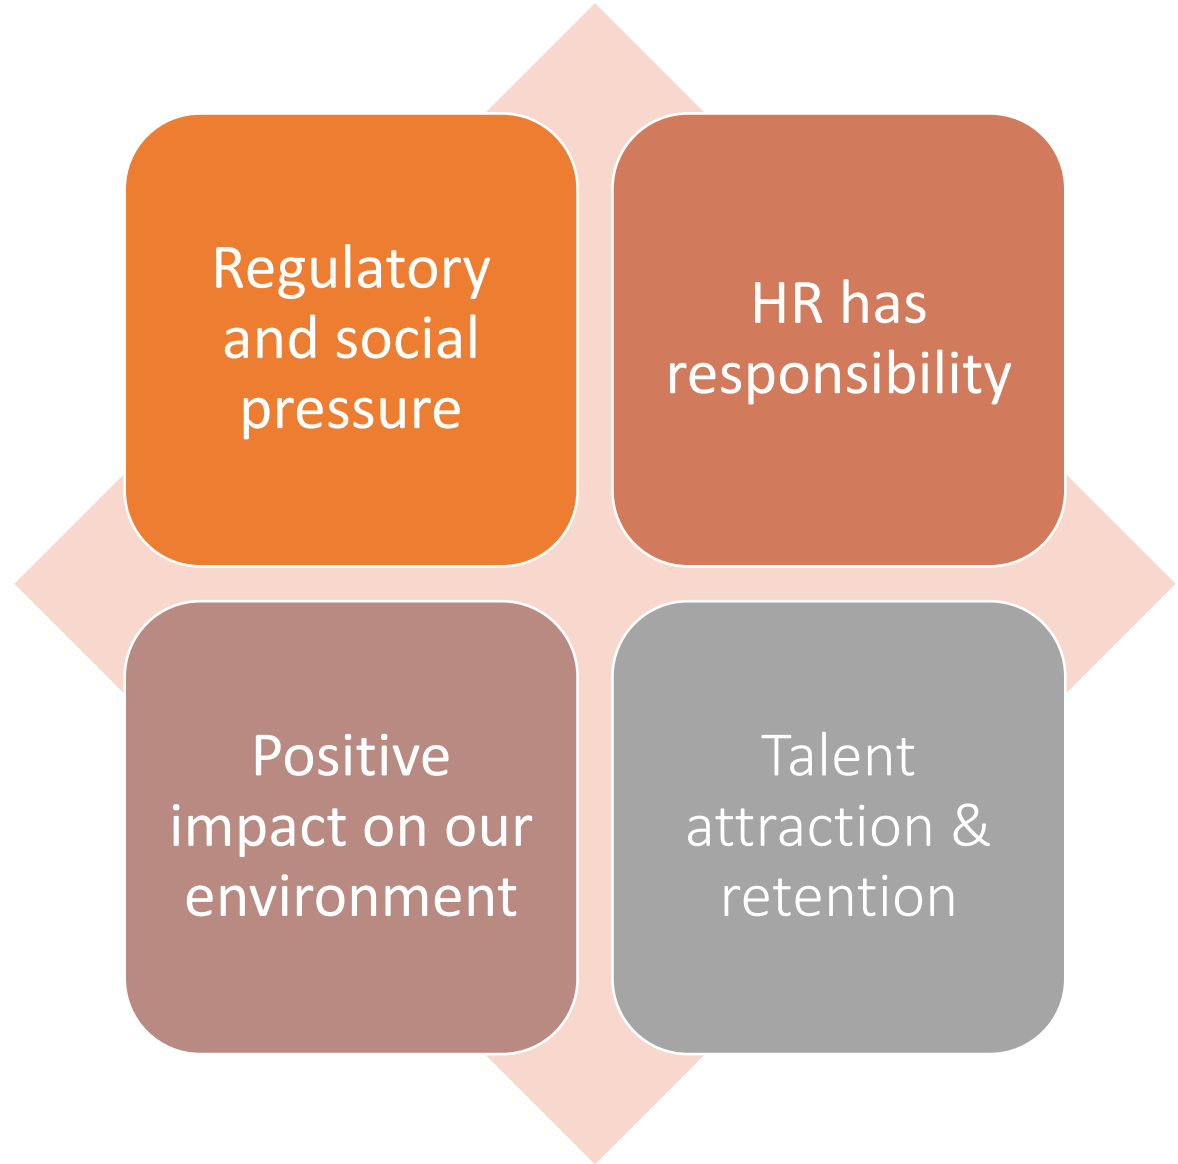 Regulatory
and social
pressure
HR has
responsibility
Positive
impact on our
environment
Talent
attraction &
retention